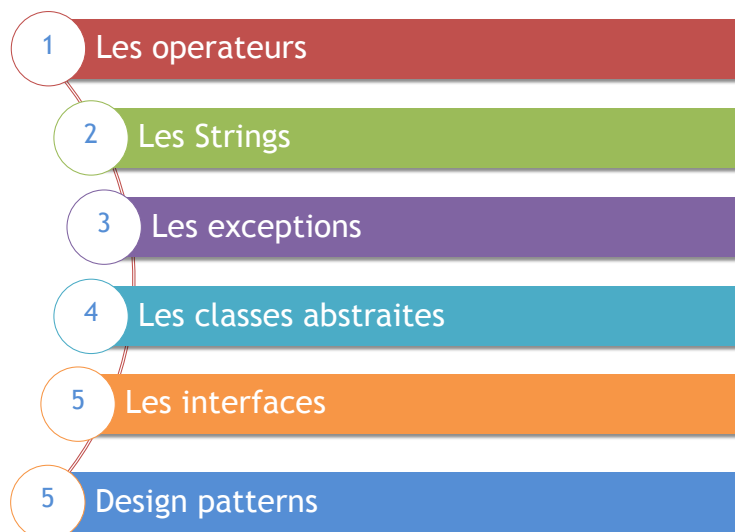 1 Les operateurs
2 Les Strings
3 Les exceptions
4 Les classes abstraites
5 Les interfaces
5 Design patterns